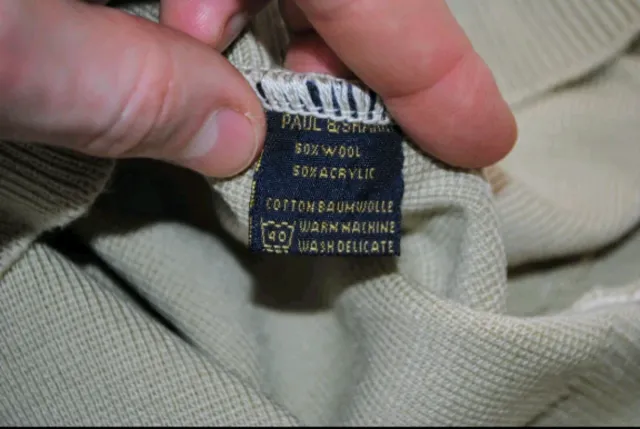 PAUL & SHARK
50% WOOL
50% ACRYLIC
COTTON BAUMWOLLE
40 WARM MACHINE
WASH DELICATE